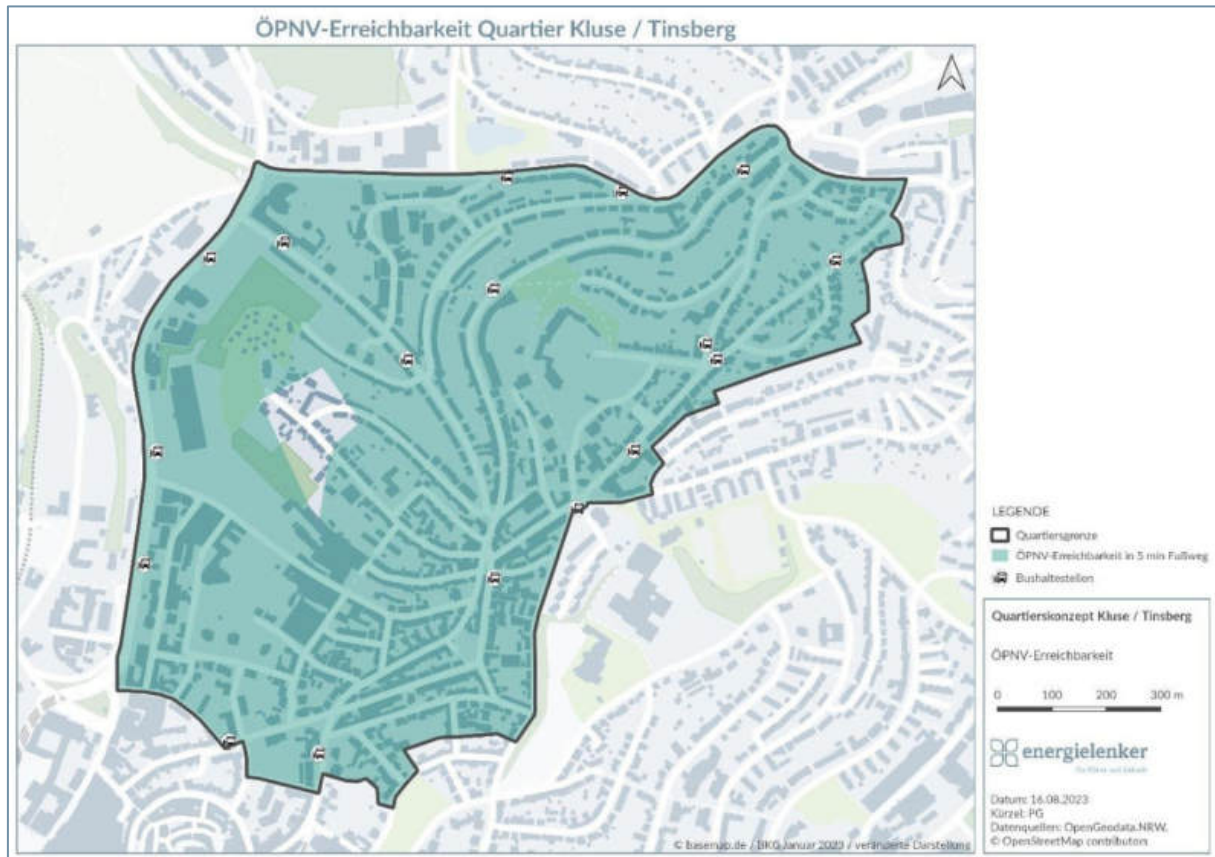 ÖPNV-Erreichbarkeit Quartier Kluse / Tinsberg
LEGENDE
Quartiersgrenze
ÖPNV-Erreichbarkeit in 5 min Fußweg
Bushaltestellen
Quartierskonzept Kluse / Tinsberg
ÖPNV-Erreichbarkeit
0 100 200 300 m
energielenker
Datum: 16.08.2023
Kürzel: PG
Datenquellen: OpenGeodata.NRW,
© OpenStreetMap contributors
© basemap.de / BKG Januar 2023 / veränderte Darstellung